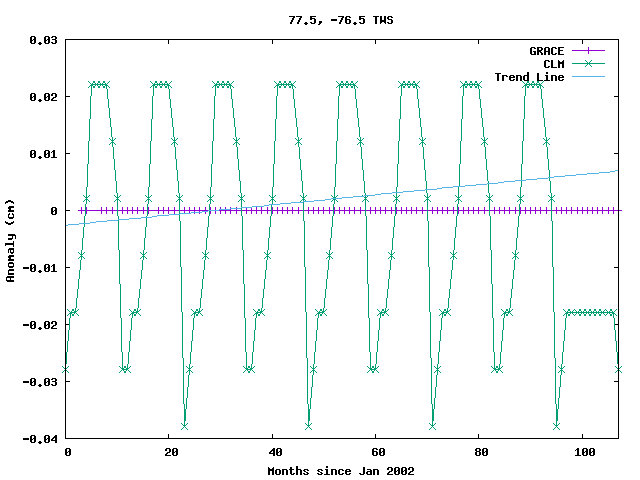 77.5, -76.5 TWS
GRACE
CLM
Trend Line
0.03
0.02
0.01
0
-0.01
-0.02
-0.03
-0.04
Anomaly (cm)
0 20 40 60 80 100
Months since Jan 2002